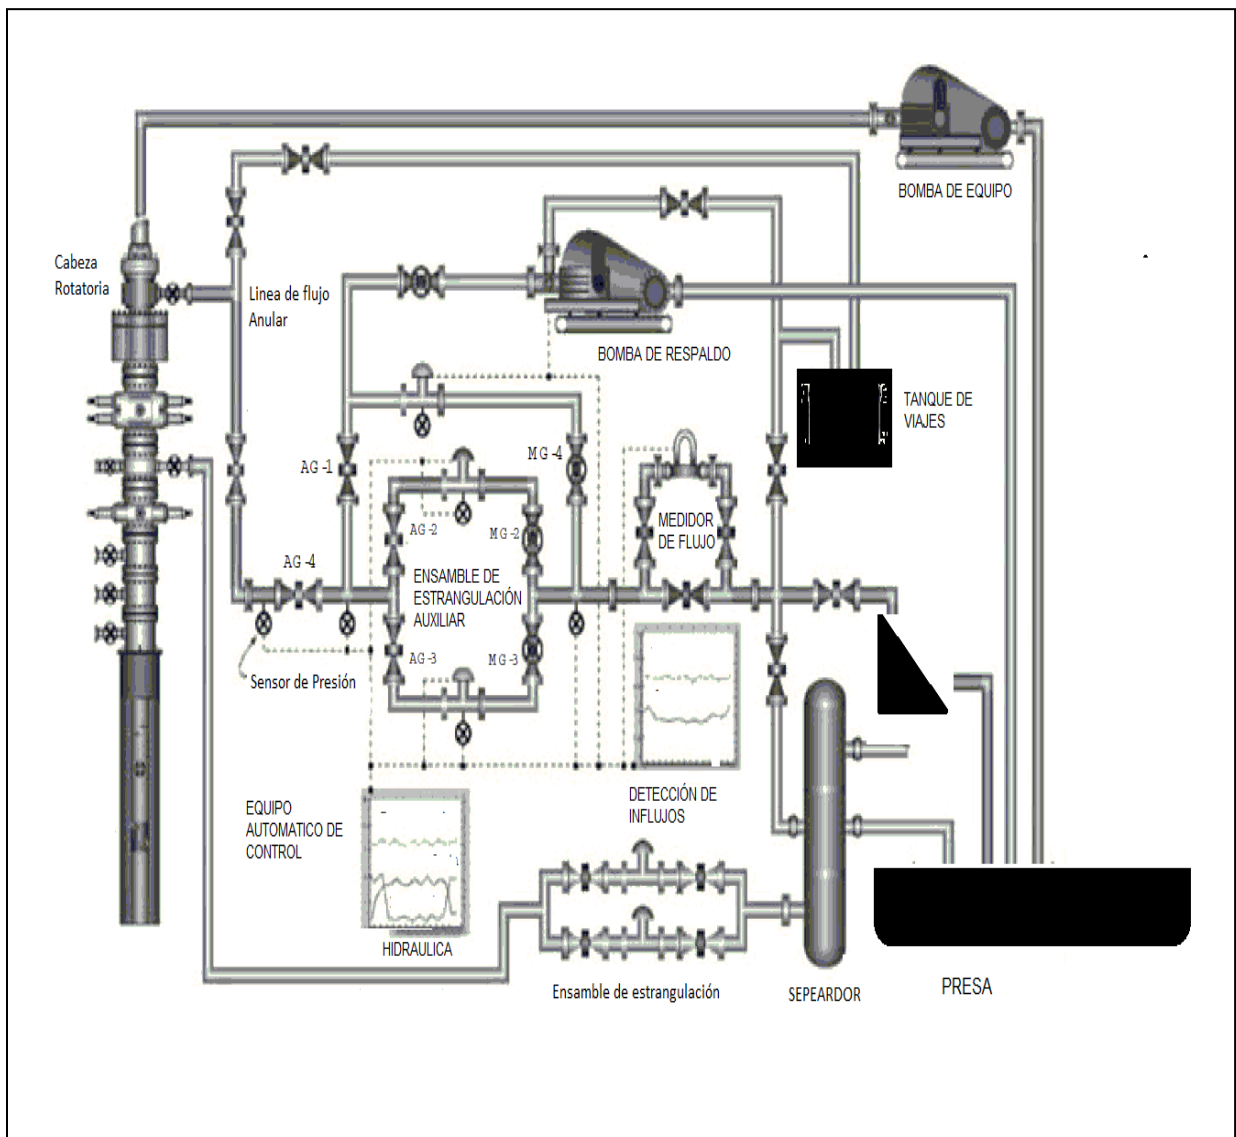 BOMBA DE EQUIPO
Cabeza
Rotatoria
Linea de flujo
Anular
BOMBA DE RESPALDO
TANQUE DE
VIAJES
AG-1
MG-4
AG-2
MG-2
MEDIDOR
DE FLUJO
AG-4
ENSAMBLE DE
ESTRANGULACIÓN
AUXILIAR
AG-3
MG-3
Sensor de Presión
EQUIPO
AUTOMATICO DE
CONTROL
DETECCIÓN DE
INFLUJOS
HIDRAULICA
Ensamble de estrangulación
SEPEARDOR
PRESA